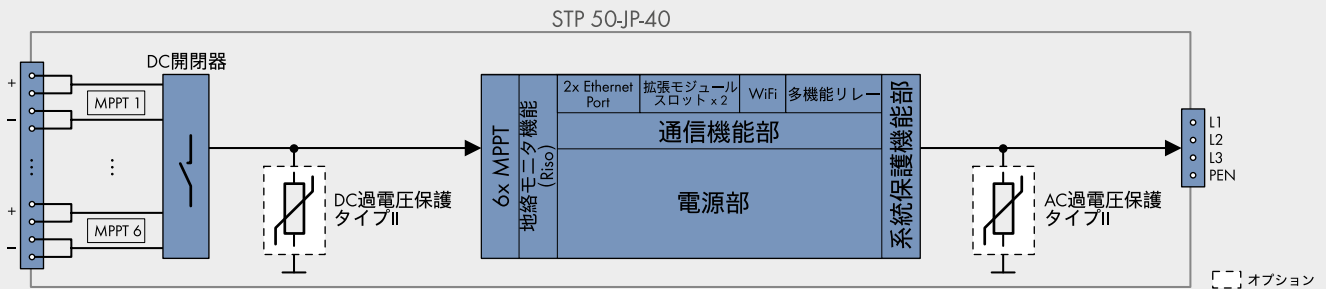 STP 50-JP-40
DC開閉器
+
MPPT 1
−
⋮
⋮
+
MPPT 6
−
DC過電圧保護
タイプII
6x MPPT
地絡モニタ機能
(Riso)
2x Ethernet
Port
拡張モジュール
スロット x 2
WiFi
多機能リレー
通信機能部
電源部
系統保護機能部
AC過電圧保護
タイプII
L1
L2
L3
PEN
オプション